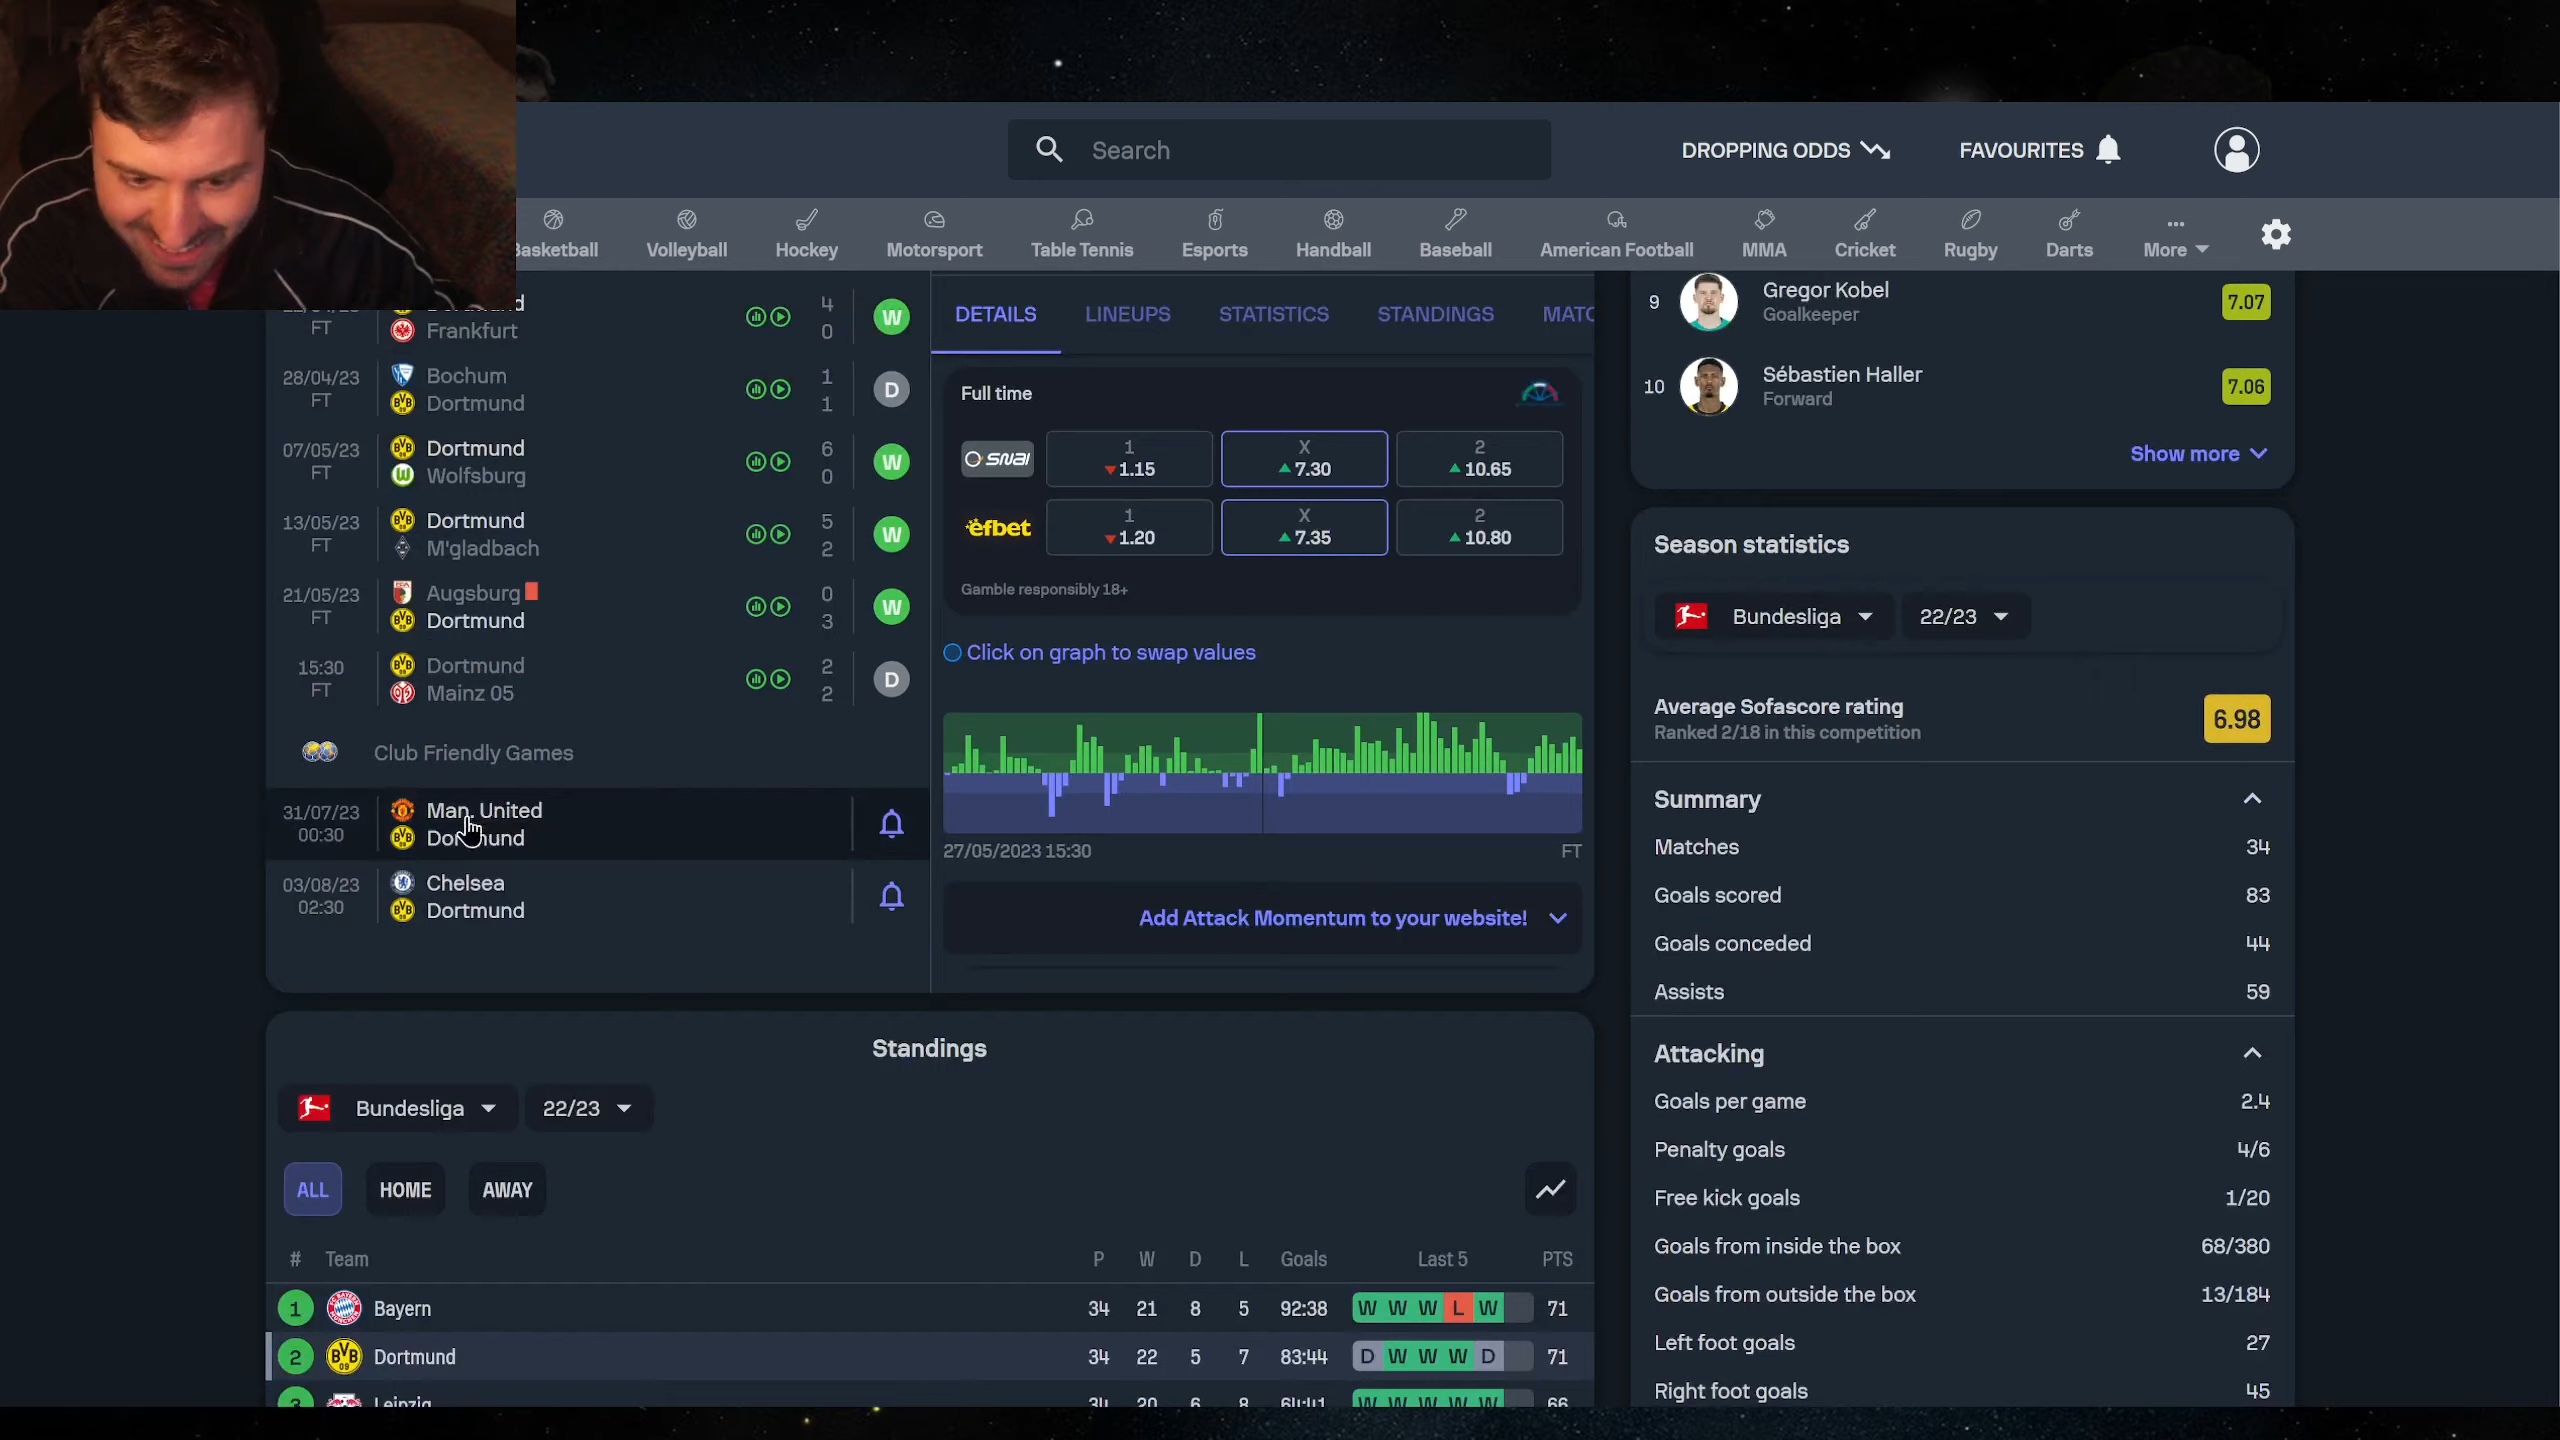 Search
DROPPING ODDS
FAVOURITES
Basketball
Volleyball
Hockey
Motorsport
Table Tennis
Esports
Handball
Baseball
American Football
MMA
Cricket
Rugby
Darts
More
4
FT
Frankfurt
0
W
28/04/23
FT
Bochum
1
Dortmund
1
D
07/05/23
FT
Dortmund
6
Wolfsburg
0
W
13/05/23
FT
Dortmund
5
M'gladbach
2
W
21/05/23
FT
Augsburg
0
Dortmund
3
W
15:30
FT
Dortmund
2
Mainz 05
2
D
Club Friendly Games
31/07/23
00:30
Man. United
Dortmund
03/08/23
02:30
Chelsea
Dortmund
DETAILS
LINEUPS
STATISTICS
STANDINGS
MATC
Full time
SNAI
1
1.15
X
7.30
2
10.65
efbet
1
1.20
X
7.35
2
10.80
Gamble responsibly 18+
Click on graph to swap values
27/05/2023 15:30
FT
Add Attack Momentum to your website!
9
Gregor Kobel
Goalkeeper
7.07
10
Sébastien Haller
Forward
7.06
Show more
Season statistics
Bundesliga
22/23
Average Sofascore rating
Ranked 2/18 in this competition
6.98
Summary
Matches 34
Goals scored 83
Goals conceded 44
Assists 59
Attacking
Goals per game 2.4
Penalty goals 4/6
Free kick goals 1/20
Goals from inside the box 68/380
Goals from outside the box 13/184
Left foot goals 27
Right foot goals 45
Standings
Bundesliga
22/23
ALL
HOME
AWAY
# Team P W D L Goals Last 5 PTS
1 Bayern 34 21 8 5 92:38 W W W L W 71
2 Dortmund 34 22 5 7 83:44 D W W W D 71
3 Leipzig 34 20 6 8 64:41 W W W W W 66